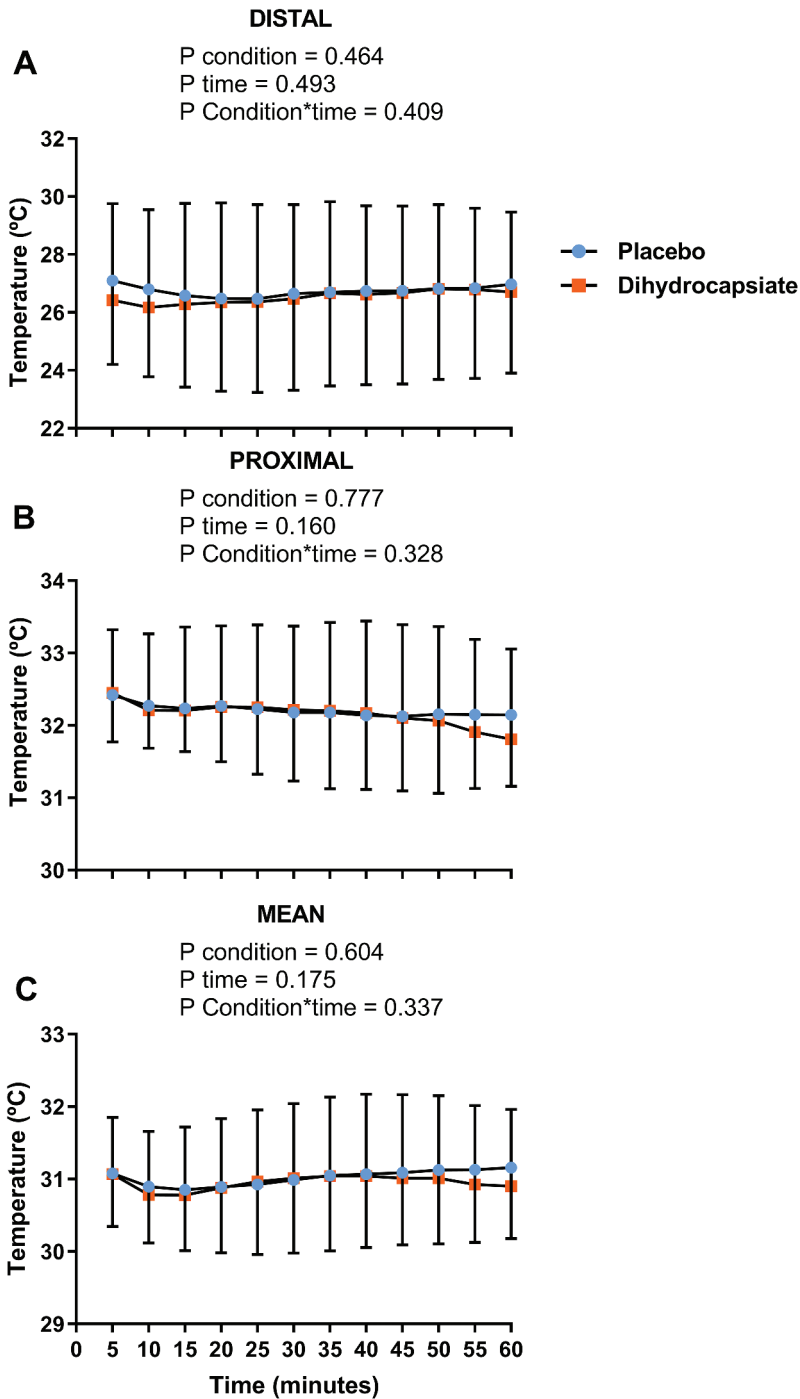 DISTAL
A
P condition = 0.464
P time = 0.493
P Condition*time = 0.409
32
30
28
26
24
22
Temperature (ºC)
Placebo
Dihydrocapsiate
PROXIMAL
B
P condition = 0.777
P time = 0.160
P Condition*time = 0.328
34
33
32
31
30
Temperature (ºC)
MEAN
C
P condition = 0.604
P time = 0.175
P Condition*time = 0.337
33
32
31
30
29
Temperature (ºC)
0 5 10 15 20 25 30 35 40 45 50 55 60
Time (minutes)